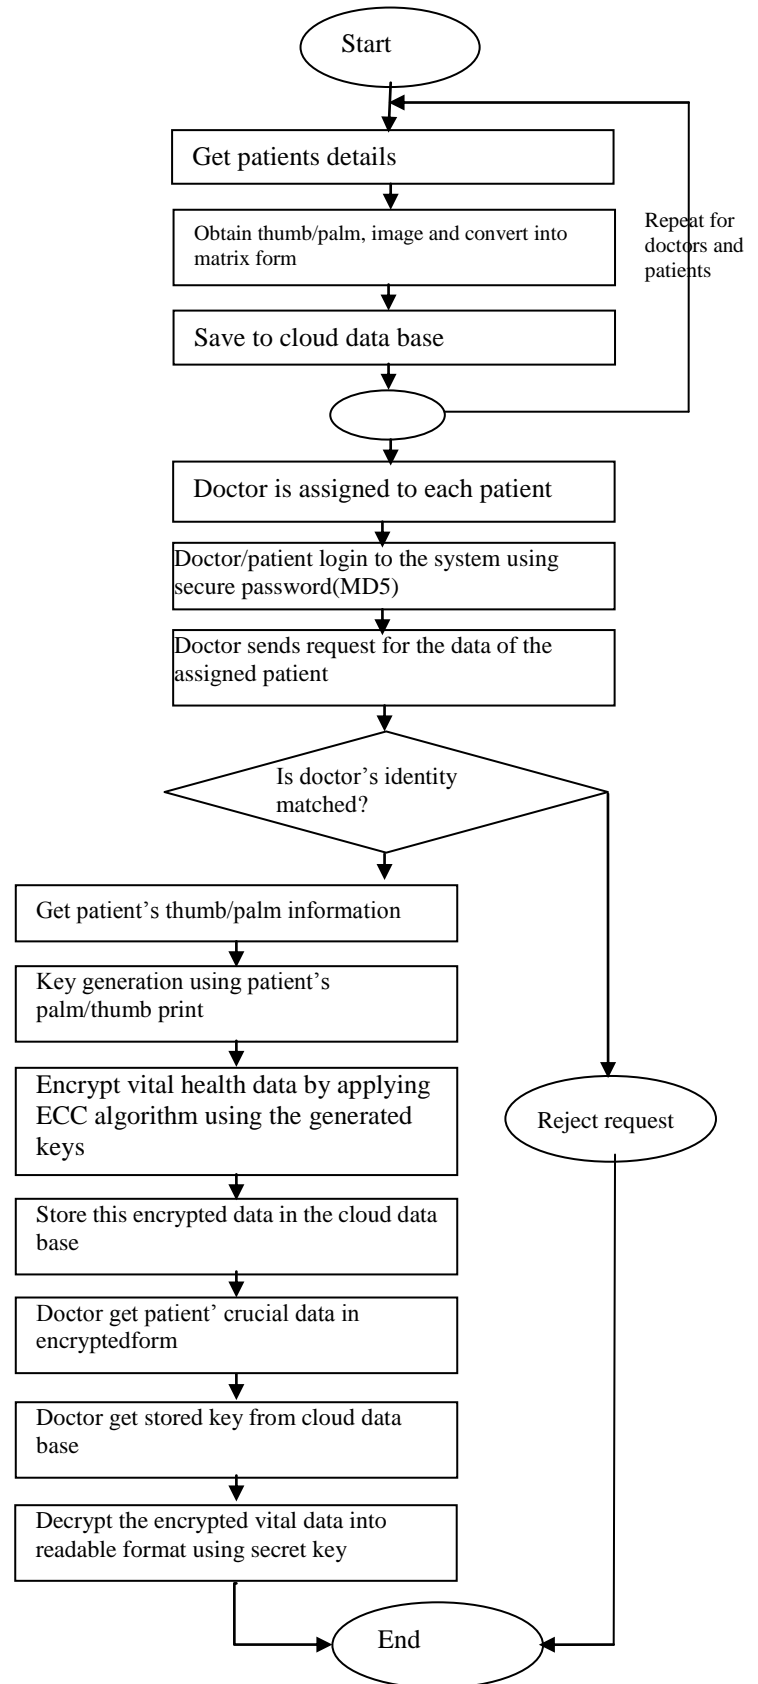 Start
Get patients details
Obtain thumb/palm, image and convert into
matrix form
Repeat for
doctors and
patients
Save to cloud data base
Doctor is assigned to each patient
Doctor/patient login to the system using
secure password(MD5)
Doctor sends request for the data of the
assigned patient
Is doctor's identity
matched?
Get patient's thumb/palm information
Key generation using patient's
palm/thumb print
Encrypt vital health data by applying
ECC algorithm using the generated
keys
Reject request
Store this encrypted data in the cloud data
base
Doctor get patient' crucial data in
encryptedform
Doctor get stored key from cloud data
base
Decrypt the encrypted vital data into
readable format using secret key
End